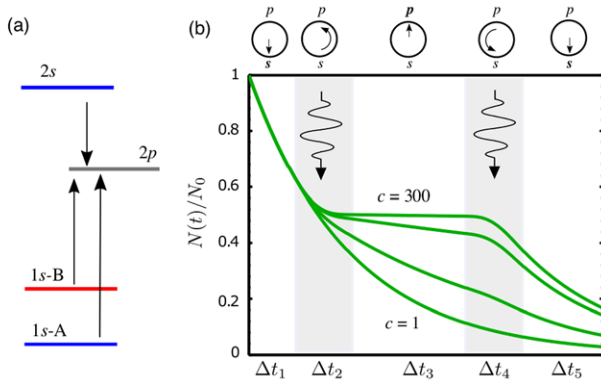 (a)
2s
2p
1s-B
1s-A
(b)
p p p p p
s s s s s
N(t)/N₀
1
0.8
0.6
0.4
0.2
0
c = 300
c = 1
Δt₁ Δt₂ Δt₃ Δt₄ Δt₅